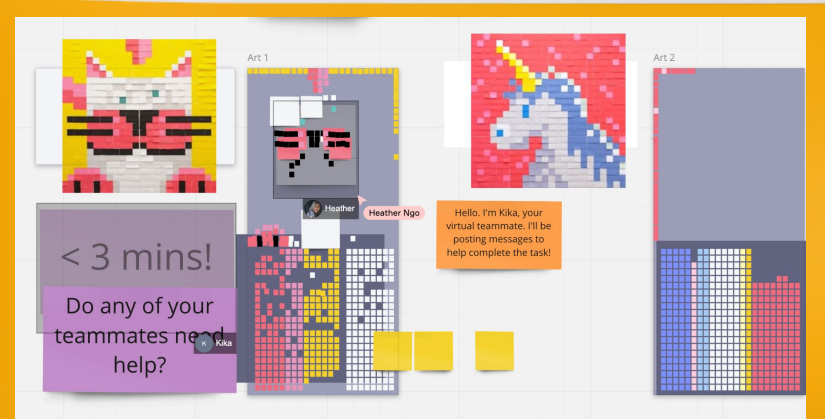 Art 1
Art 2
Heather
Heather Ngo
Hello. I'm Kika, your
virtual teammate. I'll be
posting messages to
help complete the task!
< 3 mins!
Do any of your
teammates need
help?
K Kika